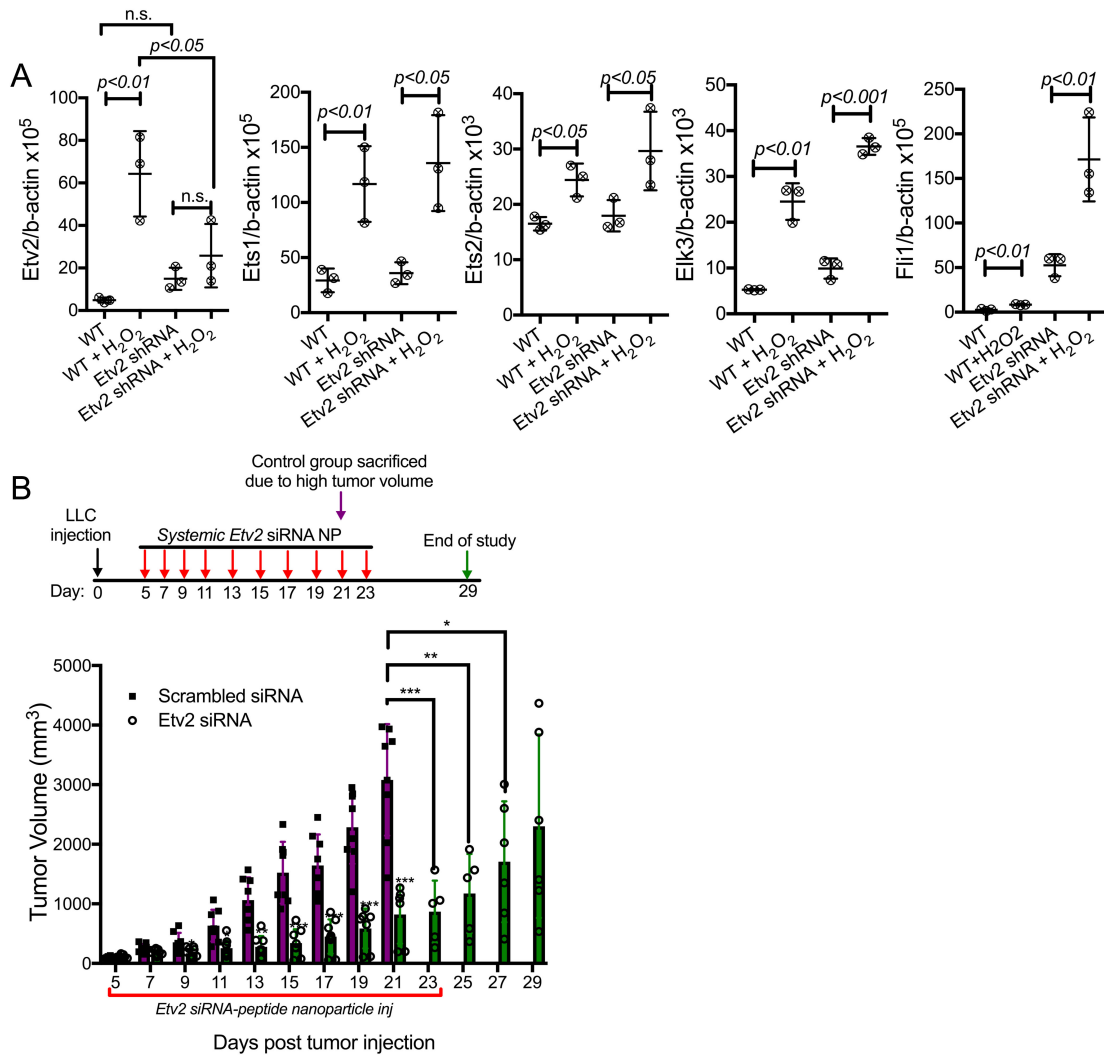 A
n.s.
p<0.05
p<0.01
n.s.
Etv2/b-actin x10⁵
100
80
60
40
20
0
WT
WT + H₂O₂
Etv2 shRNA
Etv2 shRNA + H₂O₂
p<0.01
p<0.05
Ets1/b-actin x10⁵
200
150
100
50
0
WT
WT + H₂O₂
Etv2 shRNA
Etv2 shRNA + H₂O₂
p<0.05
p<0.05
Ets2/b-actin x10³
40
30
20
10
0
WT
WT + H₂O₂
Etv2 shRNA
Etv2 shRNA + H₂O₂
p<0.01
p<0.001
Elk3/b-actin x10³
50
40
30
20
10
0
WT
WT + H₂O₂
Etv2 shRNA
Etv2 shRNA + H₂O₂
p<0.01
p<0.01
Fli1/b-actin x10⁵
250
200
150
100
50
0
WT
WT+H2O2
Etv2 shRNA
Etv2 shRNA + H₂O₂
B
Control group sacrificed
due to high tumor volume
LLC
injection
Systemic Etv2 siRNA NP
End of study
Day: 0 5 7 9 11 13 15 17 19 21 23 29
*
**
***
Scrambled siRNA
Etv2 siRNA
Tumor Volume (mm³)
5000
4000
3000
2000
1000
0
* * ** *** *** *** ***
5 7 9 11 13 15 17 19 21 23 25 27 29
Etv2 siRNA-peptide nanoparticle inj
Days post tumor injection